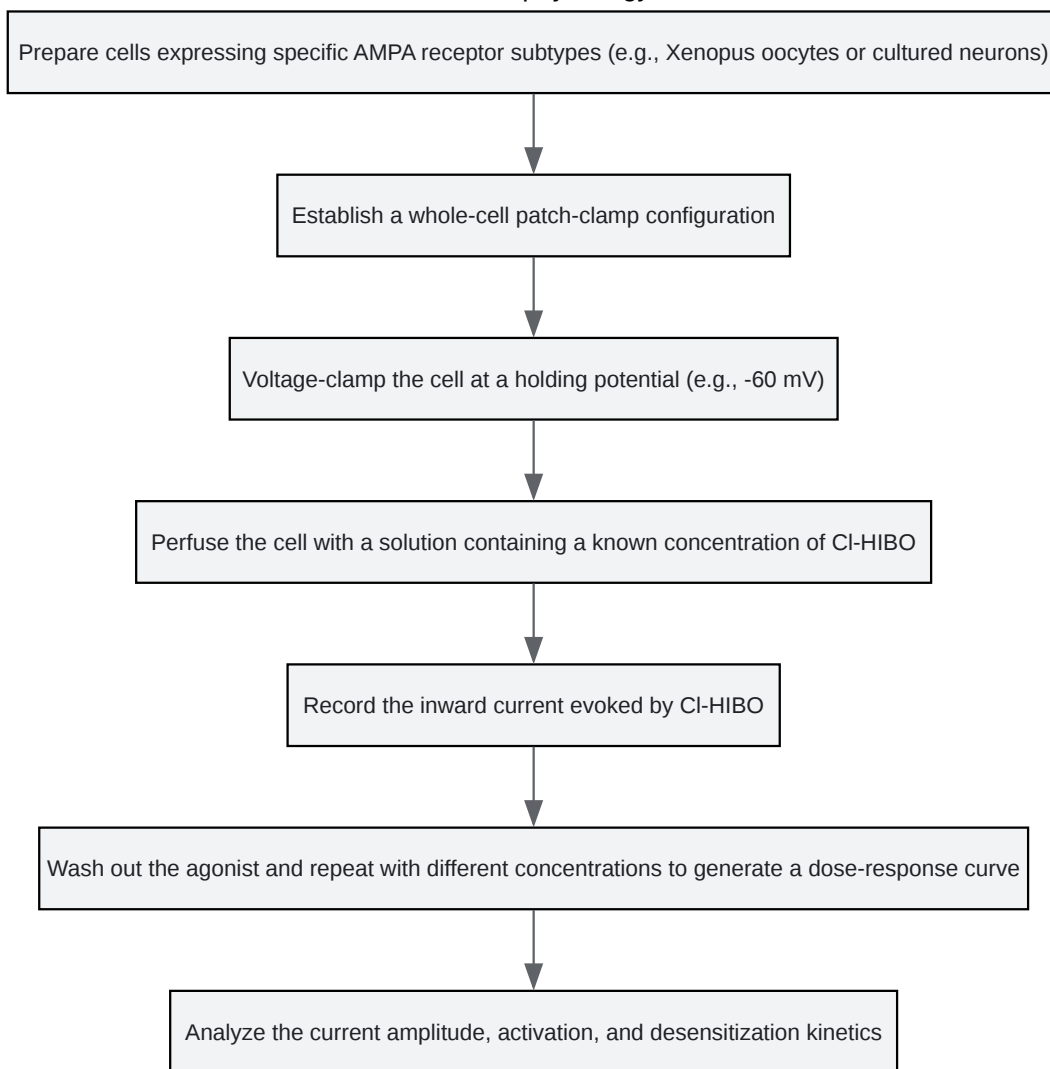 Prepare cells expressing specific AMPA receptor subtypes (e.g., Xenopus oocytes or cultured neurons)
Establish a whole-cell patch-clamp configuration
Voltage-clamp the cell at a holding potential (e.g., -60 mV)
Perfuse the cell with a solution containing a known concentration of Cl-HIBO
Record the inward current evoked by Cl-HIBO
Wash out the agonist and repeat with different concentrations to generate a dose-response curve
Analyze the current amplitude, activation, and desensitization kinetics